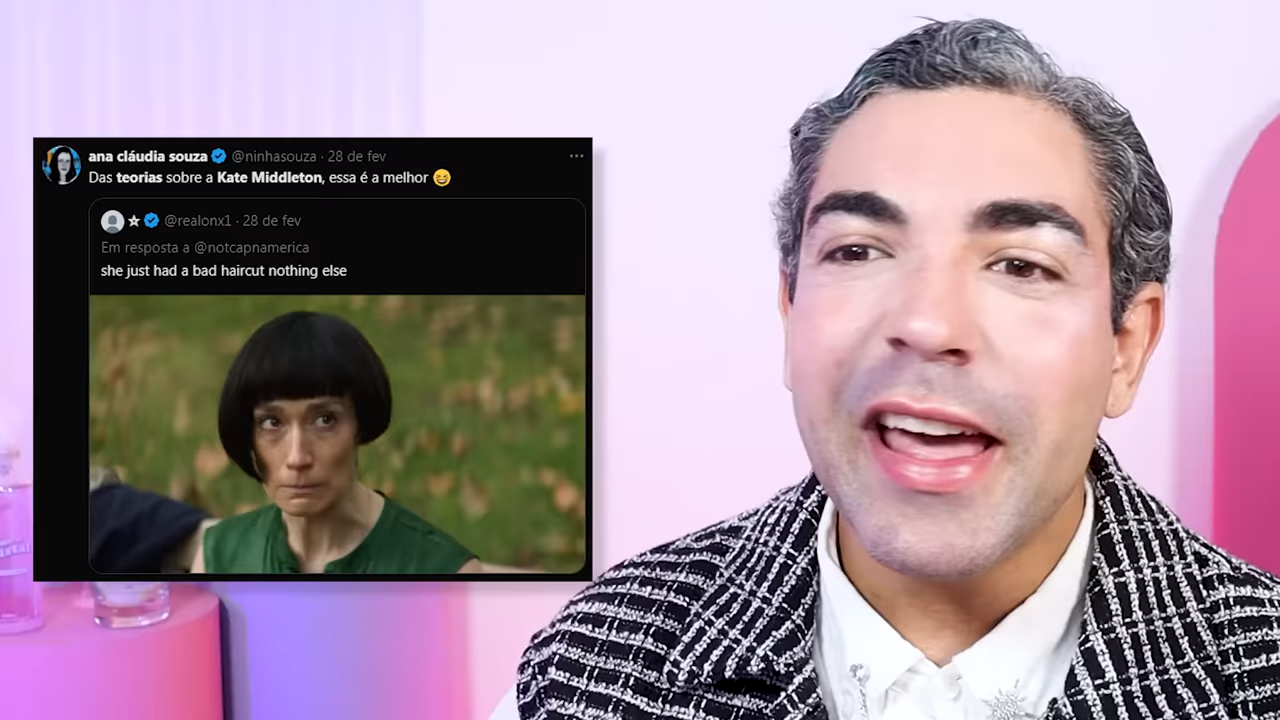 ana cláudia souza @ninhasouza · 28 de fev
Das teorias sobre a Kate Middleton, essa é a melhor 😆
☆ @realonx1 · 28 de fev
Em resposta a @notcapnamerica
she just had a bad haircut nothing else